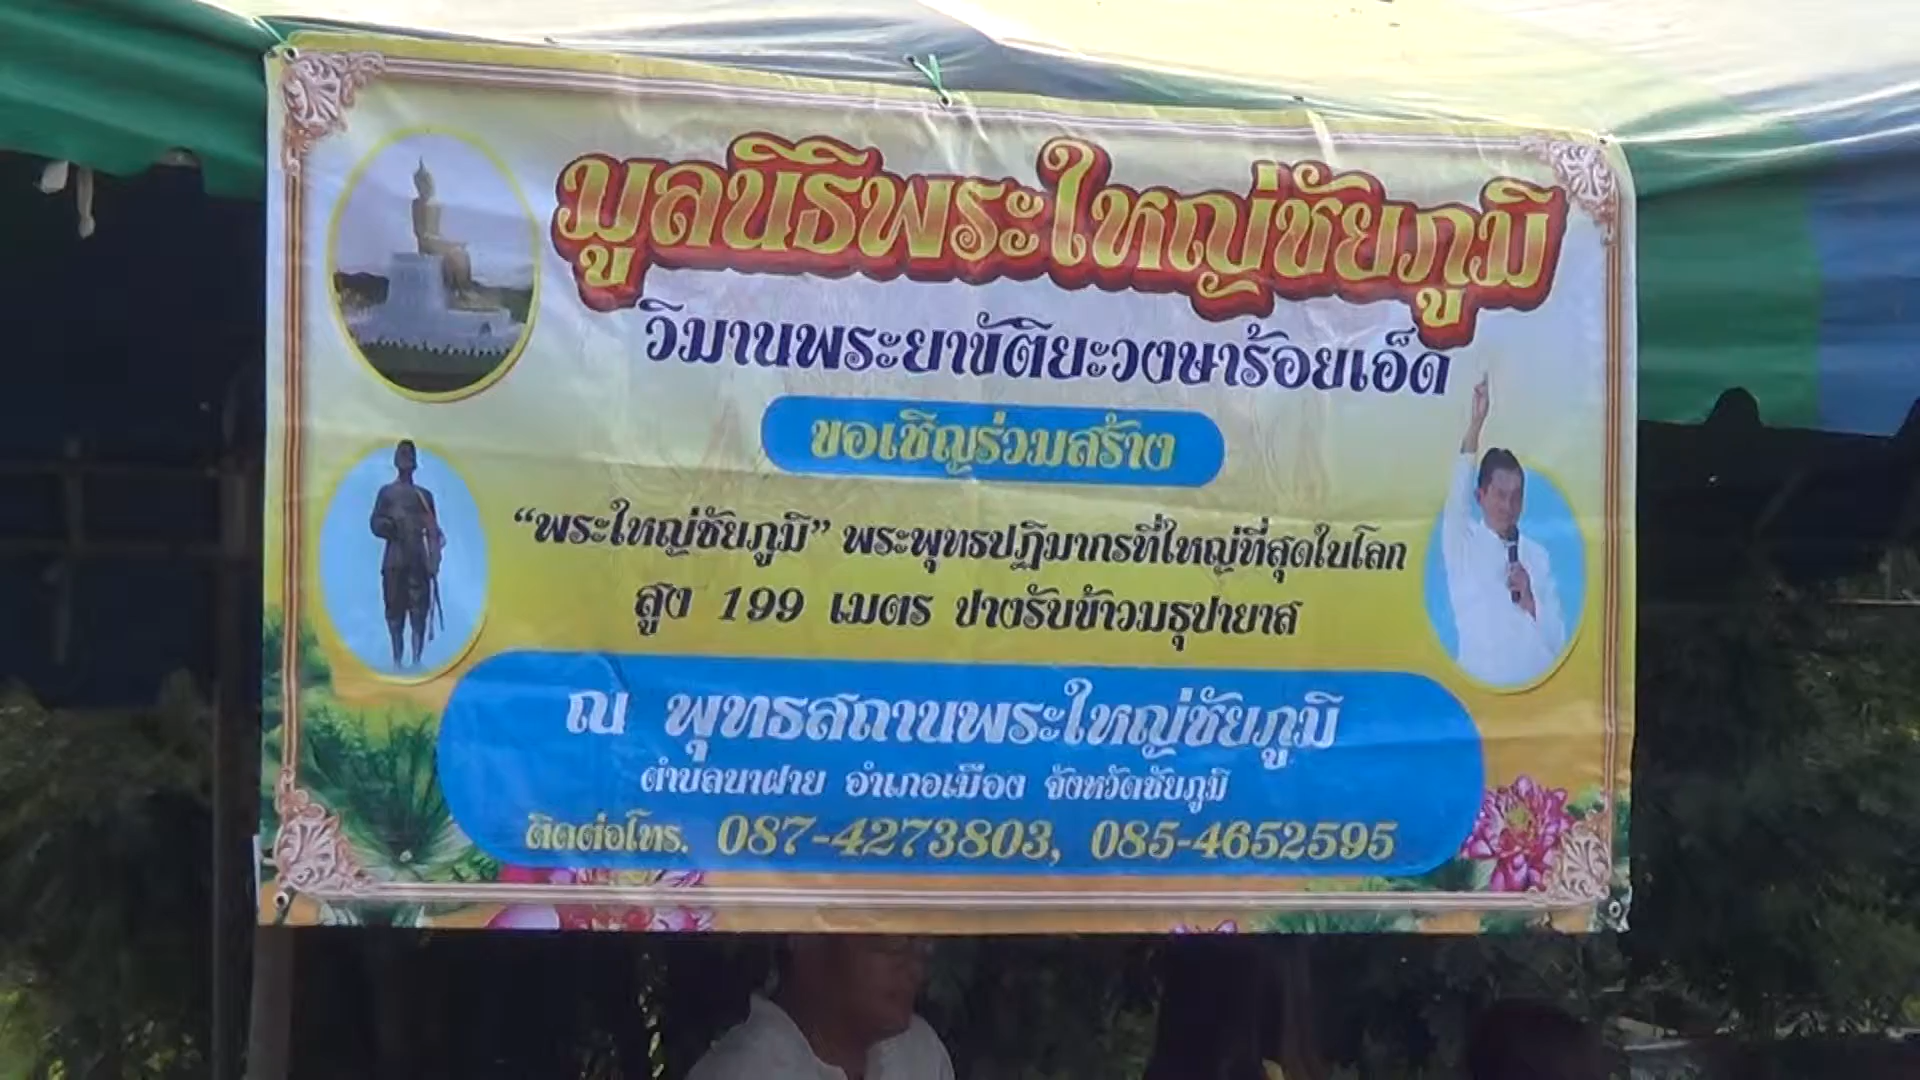 มูลนิธิพระใหญ่ชัยภูมิ
วิมานพระยาขัติยะวงษาร้อยเอ็ด
ขอเชิญร่วมสร้าง
“พระใหญ่ชัยภูมิ” พระพุทธปฏิมากรที่ใหญ่ที่สุดในโลก
สูง 199 เมตร ปางรับข้าวมธุปายาส
ณ พุทธสถานพระใหญ่ชัยภูมิ
ตำบลนาฝาย อำเภอเมือง จังหวัดชัยภูมิ
ติดต่อโทร. 087-4273803, 085-4652595